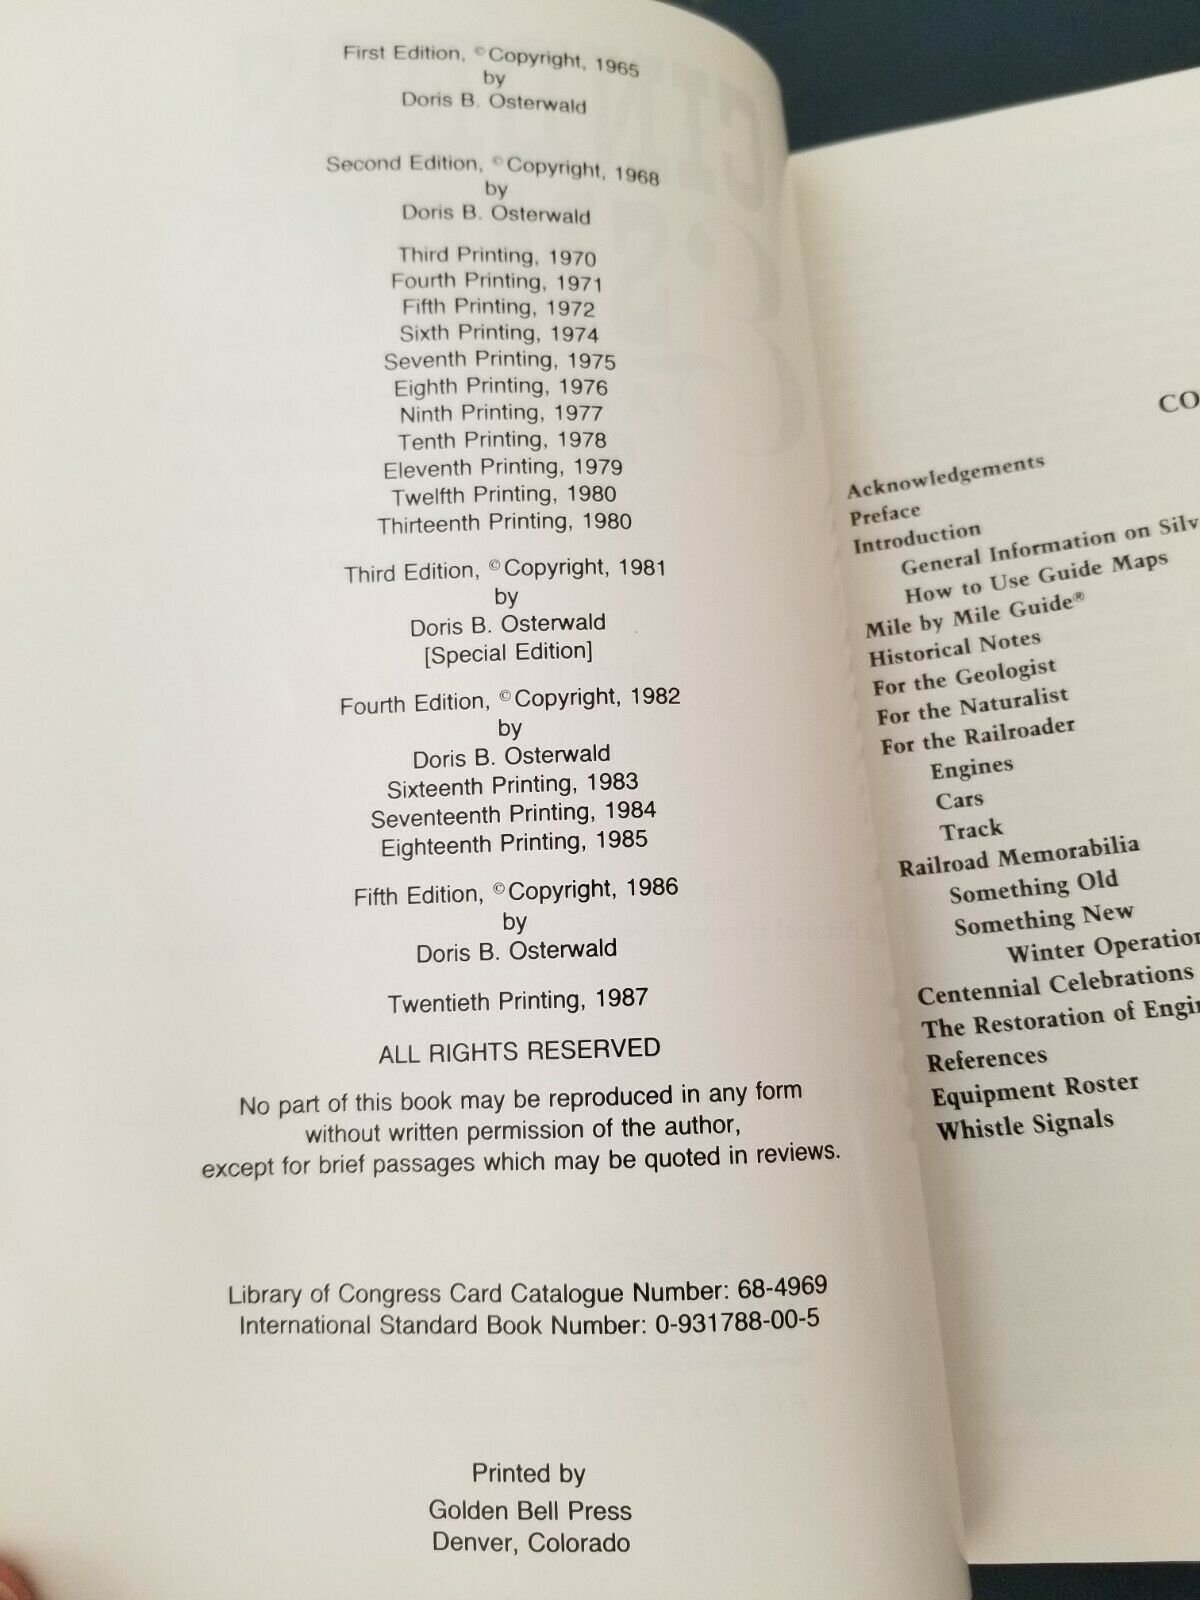 First Edition, ©Copyright, 1965
by
Doris B. Osterwald
Second Edition, ©Copyright, 1968
by
Doris B. Osterwald
Third Printing, 1970
Fourth Printing, 1971
Fifth Printing, 1972
Sixth Printing, 1974
Seventh Printing, 1975
Eighth Printing, 1976
Ninth Printing, 1977
Tenth Printing, 1978
Eleventh Printing, 1979
Twelfth Printing, 1980
Thirteenth Printing, 1980
Third Edition, ©Copyright, 1981
by
Doris B. Osterwald
[Special Edition]
Fourth Edition, ©Copyright, 1982
by
Doris B. Osterwald
Sixteenth Printing, 1983
Seventeenth Printing, 1984
Eighteenth Printing, 1985
Fifth Edition, ©Copyright, 1986
by
Doris B. Osterwald
Twentieth Printing, 1987
ALL RIGHTS RESERVED
No part of this book may be reproduced in any form
without written permission of the author,
except for brief passages which may be quoted in reviews.
Library of Congress Card Catalogue Number: 68-4969
International Standard Book Number: 0-931788-00-5
Printed by
Golden Bell Press
Denver, Colorado
CO
Acknowledgements
Preface
Introduction
General Information on Silv
How to Use Guide Maps
Mile by Mile Guide®
Historical Notes
For the Geologist
For the Naturalist
For the Railroader
Engines
Cars
Track
Railroad Memorabilia
Something Old
Something New
Winter Operation
Centennial Celebrations
The Restoration of Engi
References
Equipment Roster
Whistle Signals